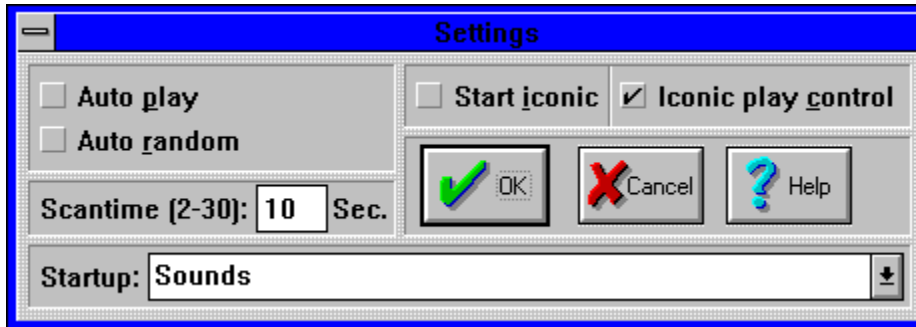 Settings
Auto play
Auto random
Start iconic
Iconic play control
Scantime (2-30): 10 Sec.
OK
Cancel
Help
Startup: Sounds